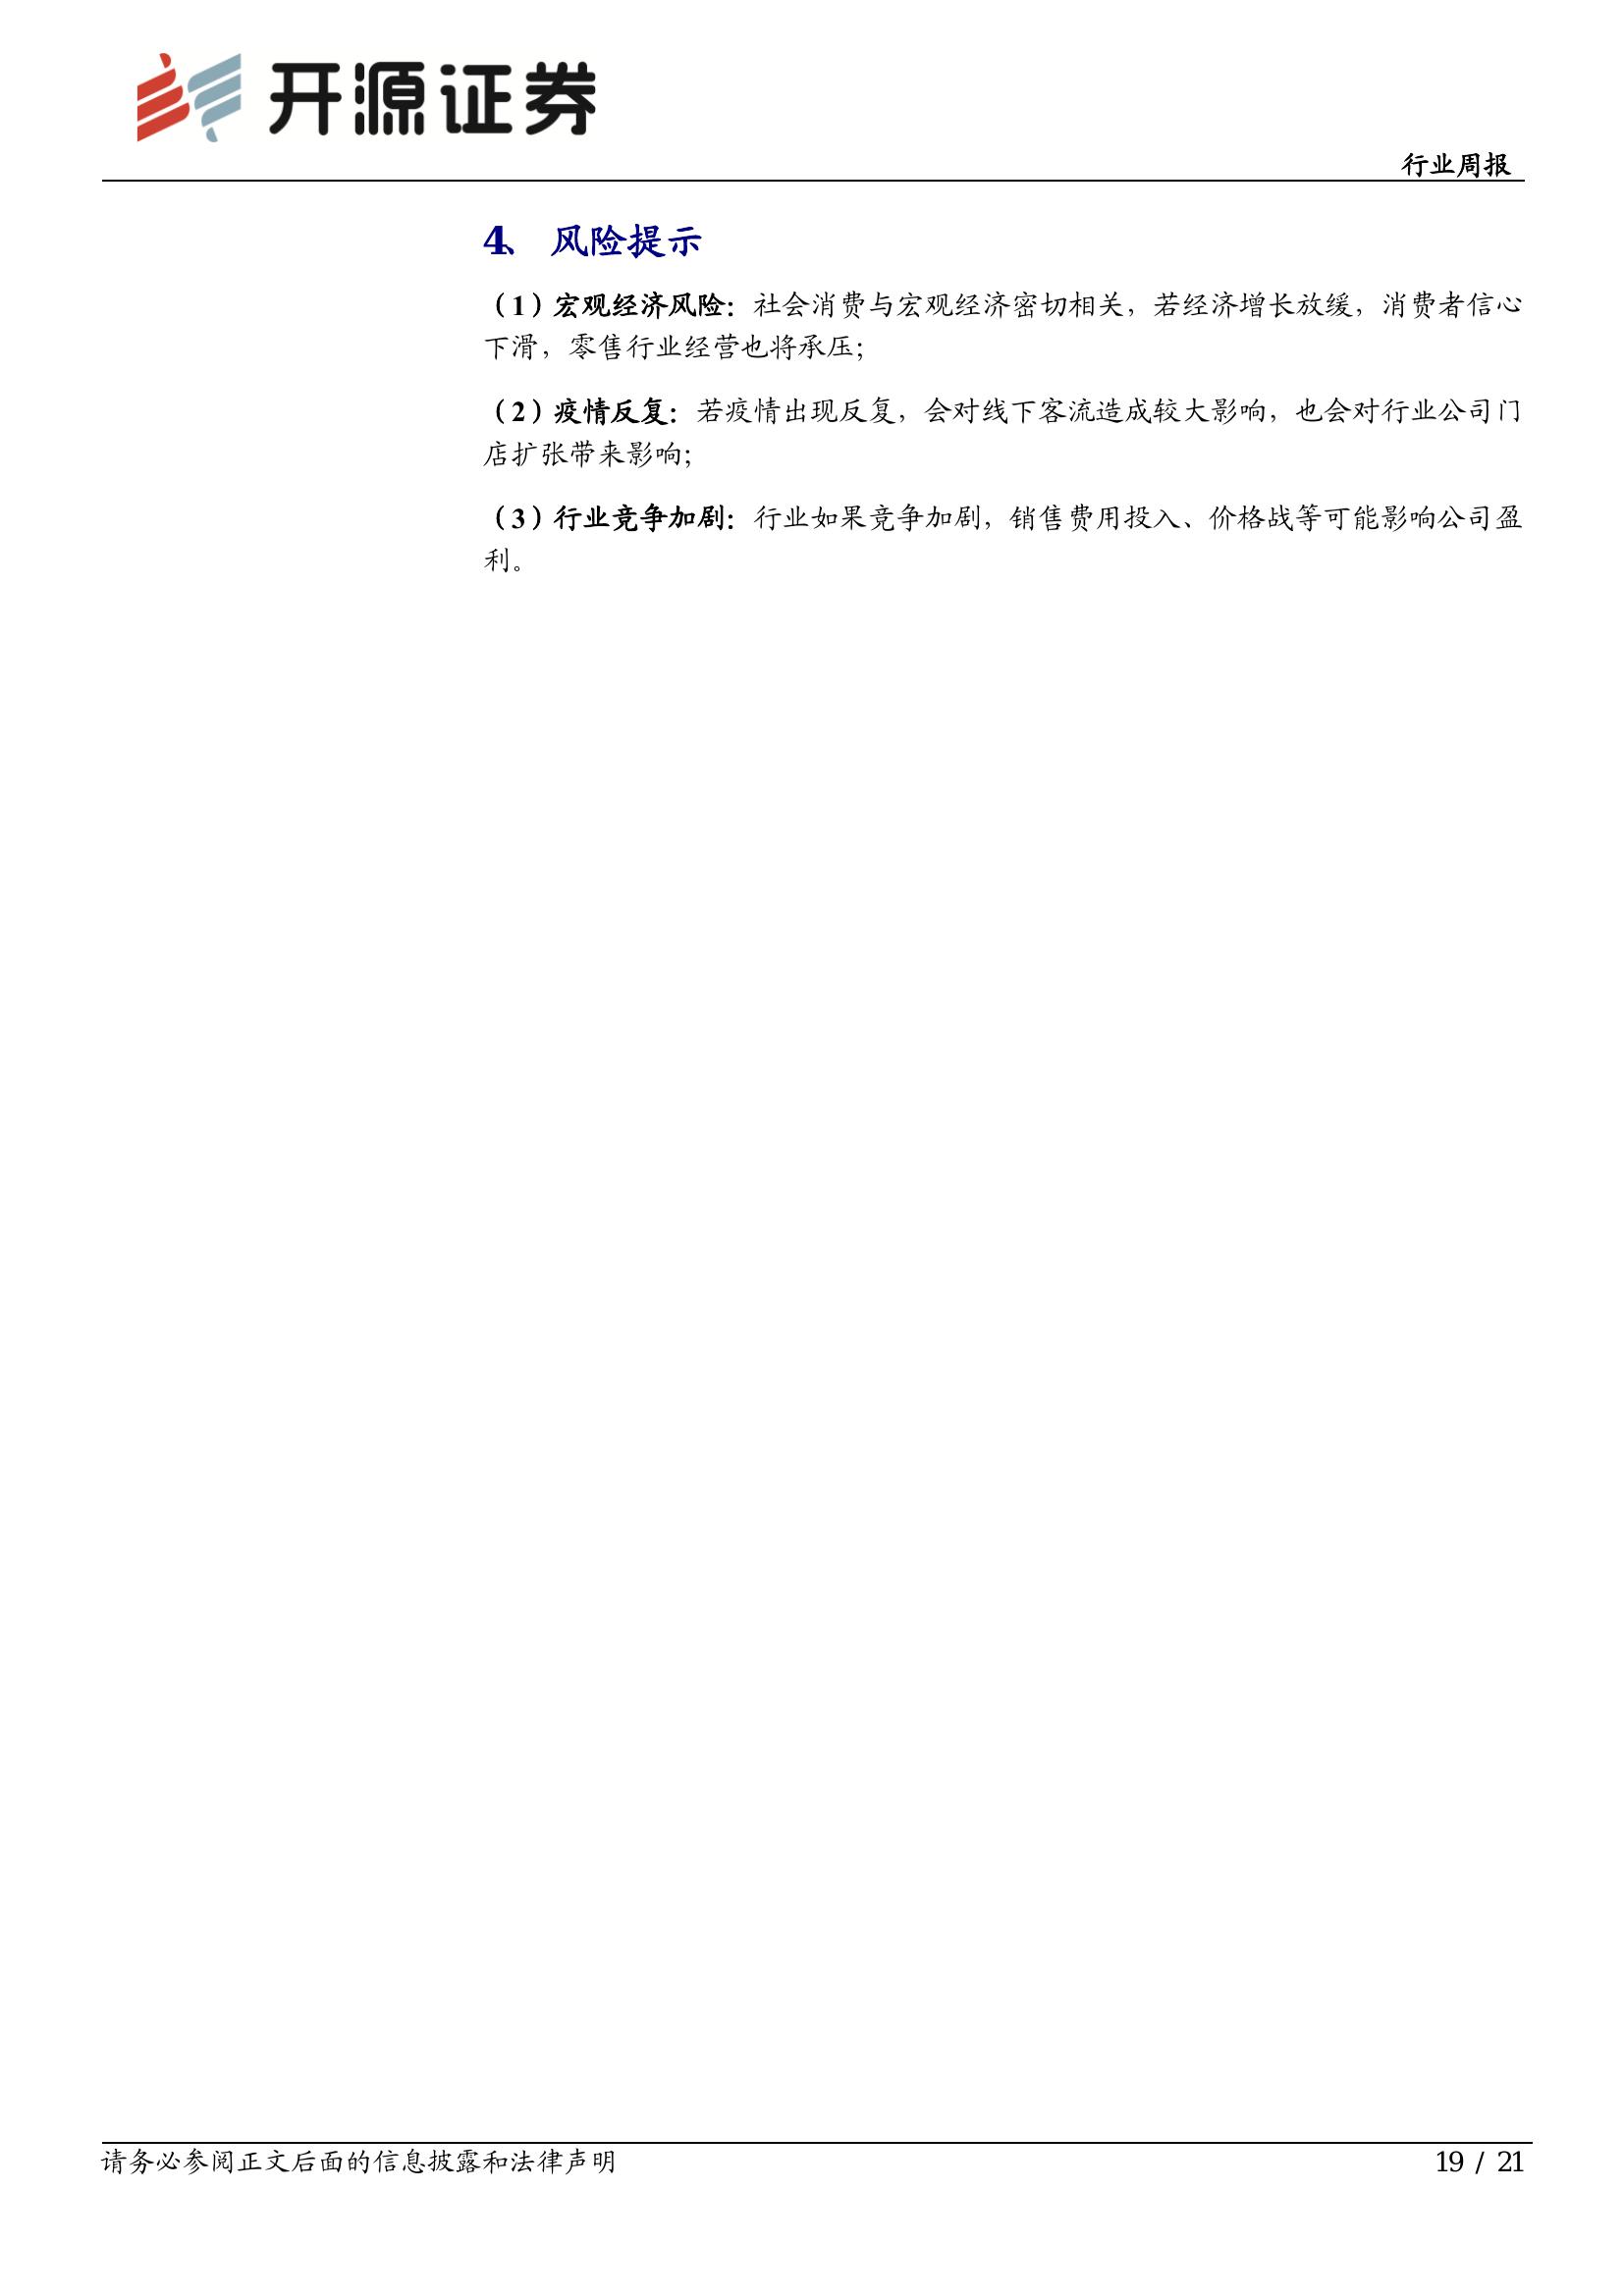 开源证券
行业周报
4、 风险提示
（1）宏观经济风险：社会消费与宏观经济密切相关，若经济增长放缓，消费者信心
下滑，零售行业经营也将承压；
（2）疫情反复：若疫情出现反复，会对线下客流造成较大影响，也会对行业公司门
店扩张带来影响；
（3）行业竞争加剧：行业如果竞争加剧，销售费用投入、价格战等可能影响公司盈
利。
请务必参阅正文后面的信息披露和法律声明
19 / 21